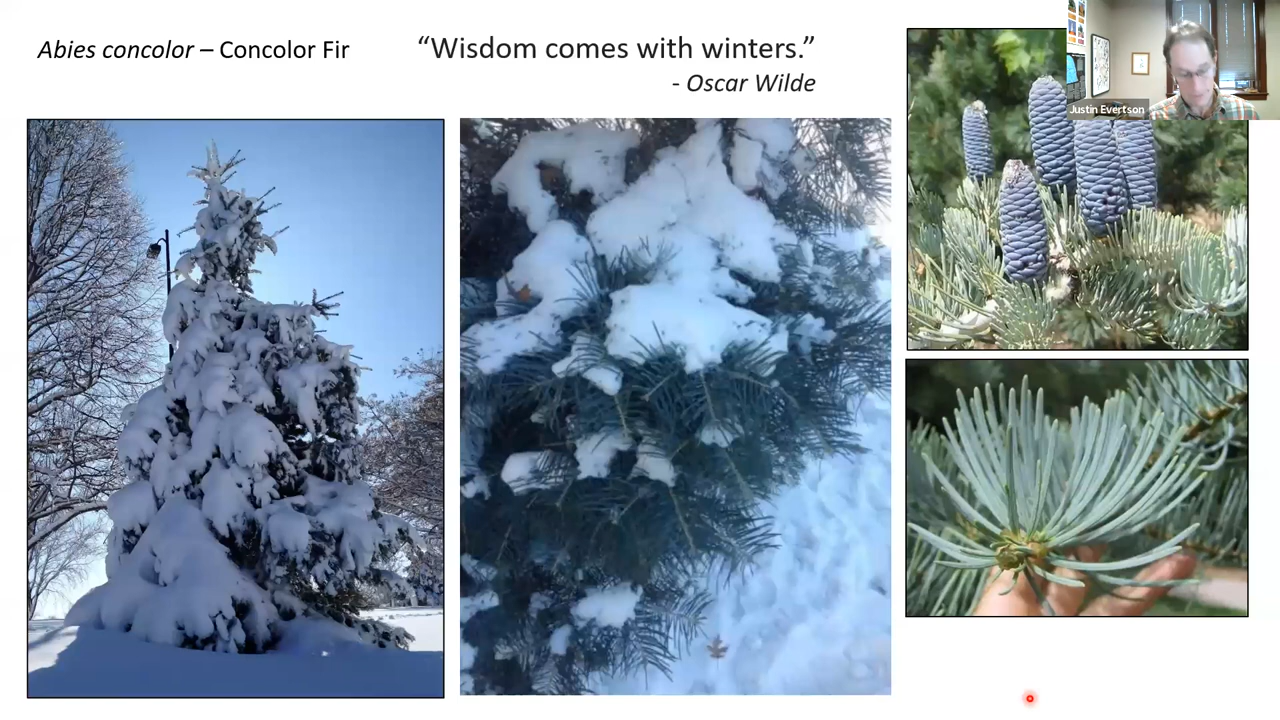 Abies concolor – Concolor Fir
“Wisdom comes with winters.”
- Oscar Wilde
Justin Evertson